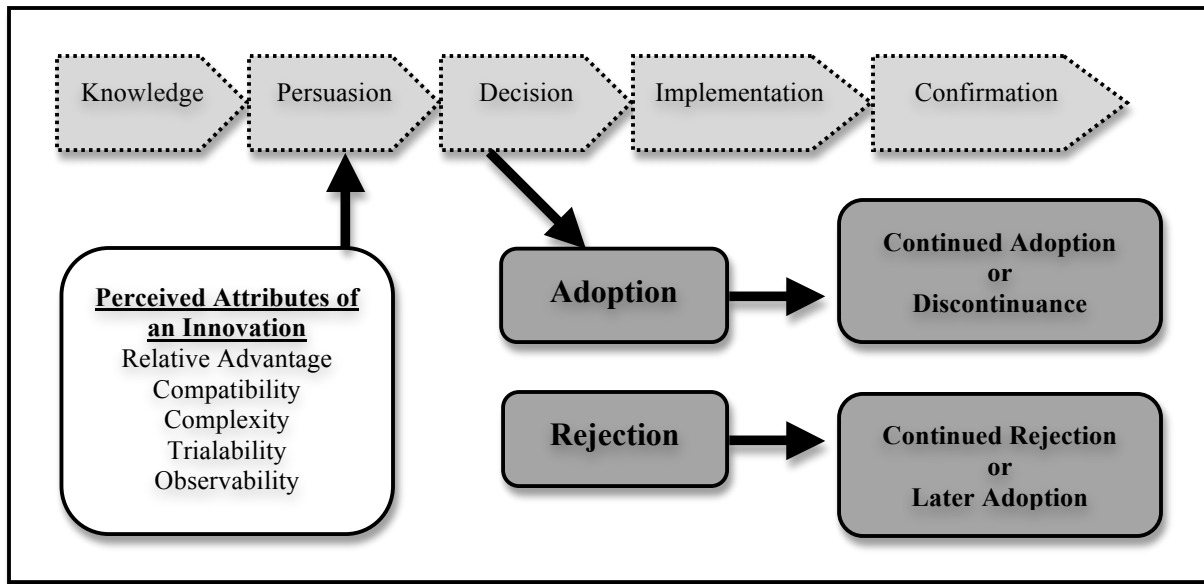 Knowledge
Persuasion
Decision
Implementation
Confirmation
Perceived Attributes of
an Innovation
Relative Advantage
Compatibility
Complexity
Trialability
Observability
Adoption
Continued Adoption
or
Discontinuance
Rejection
Continued Rejection
or
Later Adoption